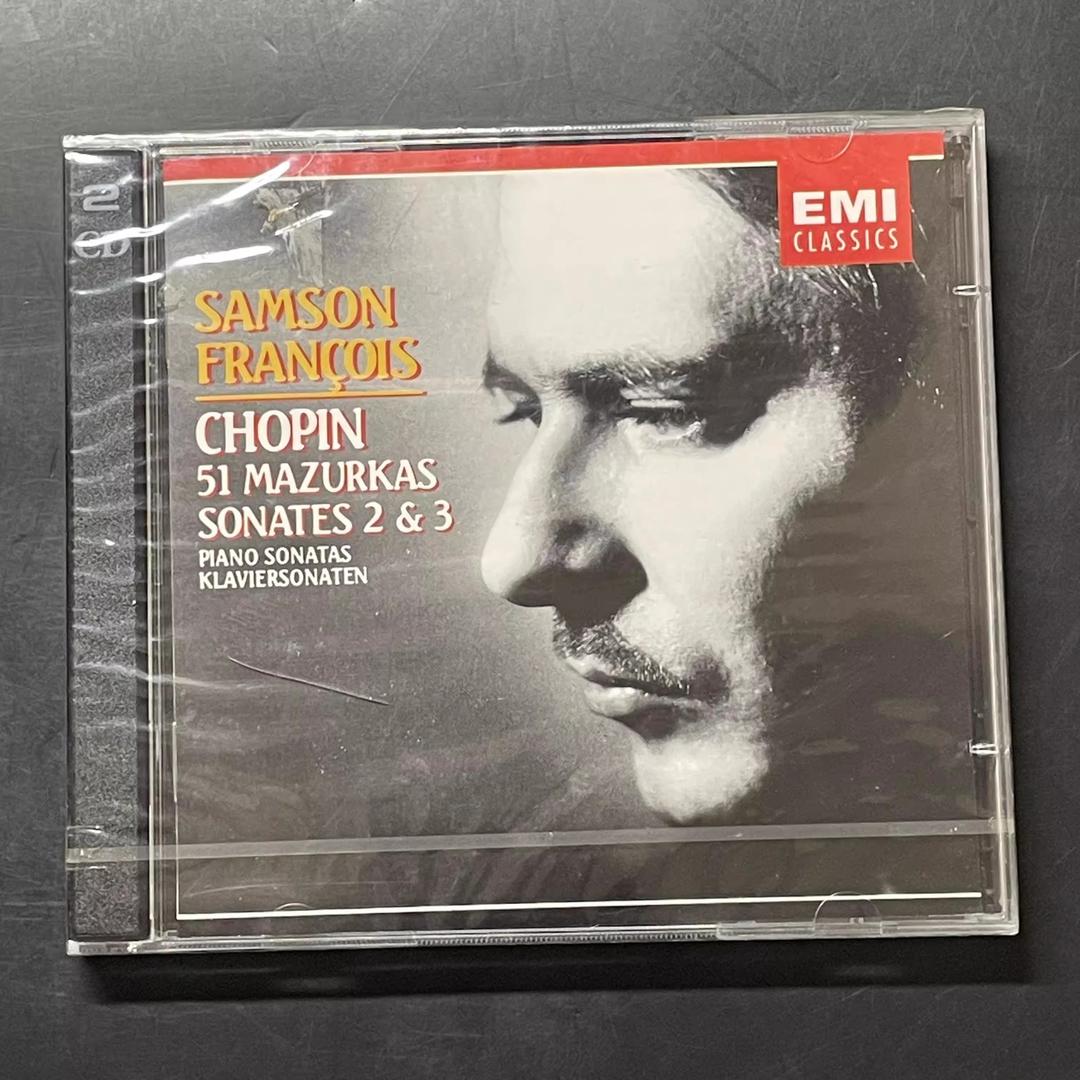 2
CD
EMI
CLASSICS
SAMSON
FRANÇOIS
CHOPIN
51 MAZURKAS
SONATES 2 & 3
PIANO SONATAS
KLAVIERSONATEN